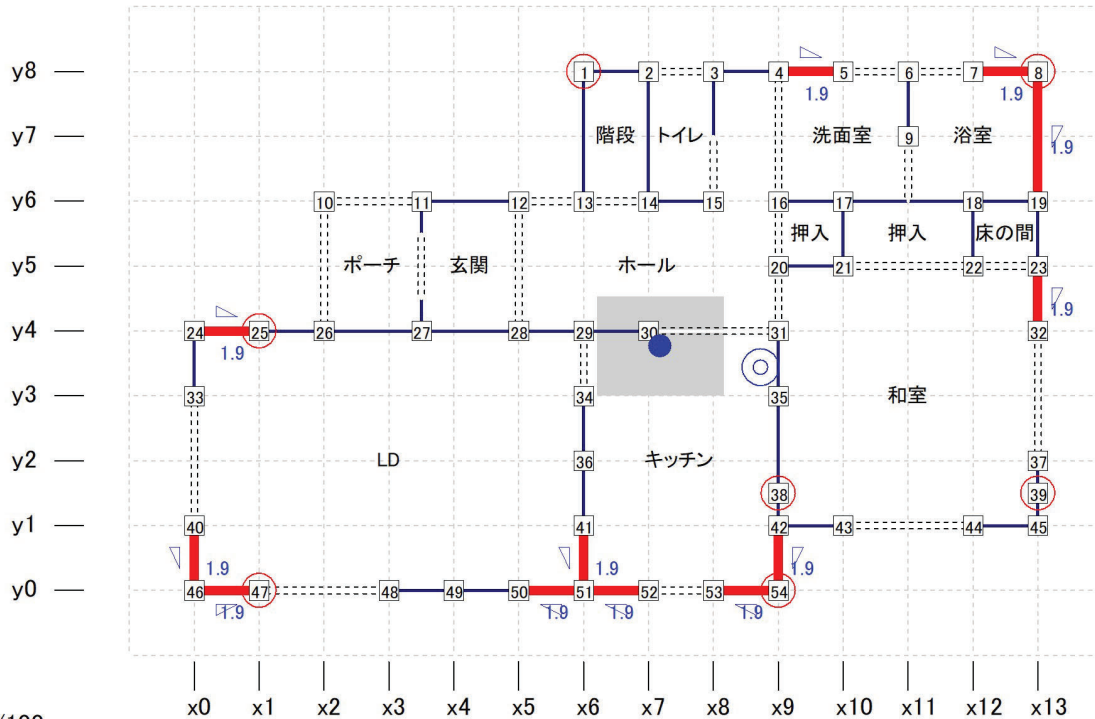 y8 1 2 3 4 5 6 7 8
1.9 1.9
y7 階段 トイレ 洗面室 9 浴室 1.9
y6 10 11 12 13 14 15 16 17 18 19
押入 押入 床の間
y5 ポーチ 玄関 ホール 20 21 22 23
1.9
y4 24 25 26 27 28 29 30 31 32
1.9
y3 33 34 35 和室
y2 LD 36 キッチン 37
38 39
y1 40 41 42 43 44 45
1.9 1.9 1.9
y0 46 47 48 49 50 51 52 53 54
1.9 1.9 1.9 1.9
x0 x1 x2 x3 x4 x5 x6 x7 x8 x9 x10 x11 x12 x13